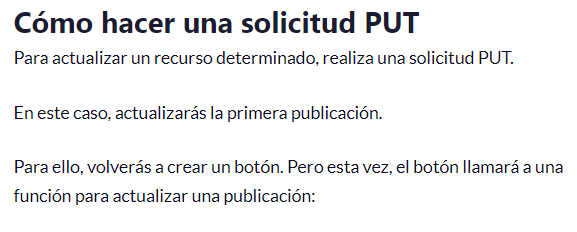 Cómo hacer una solicitud PUT
Para actualizar un recurso determinado, realiza una solicitud PUT.
En este caso, actualizarás la primera publicación.
Para ello, volverás a crear un botón. Pero esta vez, el botón llamará a una
función para actualizar una publicación: